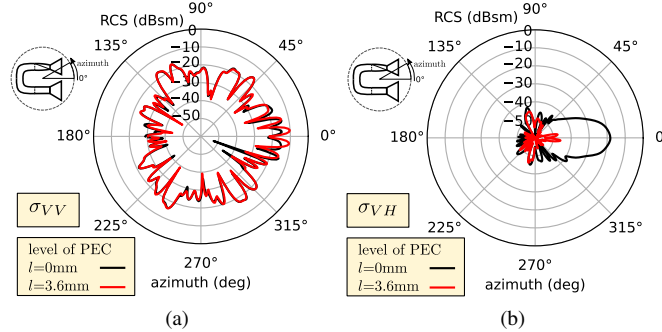 RCS (dBsm)
90°
0
azimuth
0°
135°
45°
−10
−20
−30
−40
−50
180°
0°
225°
315°
270°
azimuth (deg)
σVV
level of PEC
l=0mm
l=3.6mm
(a)
RCS (dBsm)
90°
0
azimuth
0°
135°
45°
−10
−20
−30
−40
180°
0°
225°
315°
270°
azimuth (deg)
σVH
level of PEC
l=0mm
l=3.6mm
(b)